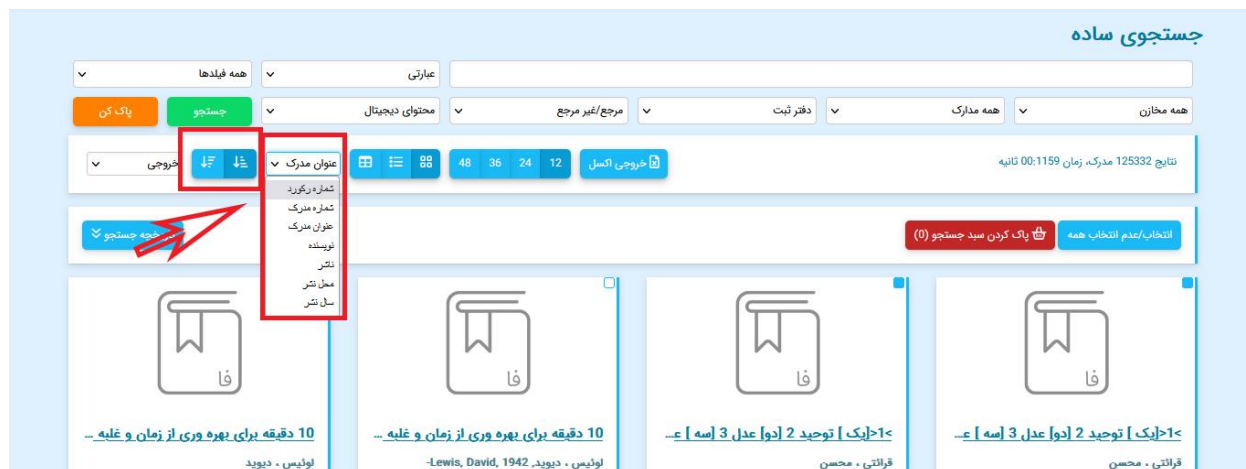 جستجوی ساده
عبارتی همه فیلدها
همه مخازن همه مدارک دفتر ثبت مرجع/غیر مرجع محتوای دیجیتال جستجو پاک کن
نتایج 125332 مدرک، زمان 00:1159 ثانیه خروجی اکسل 12 24 36 48 عنوان مدرک خروجی
شماره رکورد
شماره مدرک
عنوان مدرک
نویسنده
ناشر
محل نشر
سال نشر
انتخاب/عدم انتخاب همه پاک کردن سبد جستجو (0) جستجو
فا فا فا فا
>1<[یک ] توحید 2 [دو] عدل 3 [سه ] ع... >1<[یک ] توحید 2 [دو] عدل 3 [سه ] ع... 10 دقیقه برای بهره وری از زمان و غلبه ... 10 دقیقه برای بهره وری از زمان و غلبه ...
قرائتی ، محسن قرائتی ، محسن لوئیس ، دیوید, Lewis, David, 1942- لوئیس ، دیوید